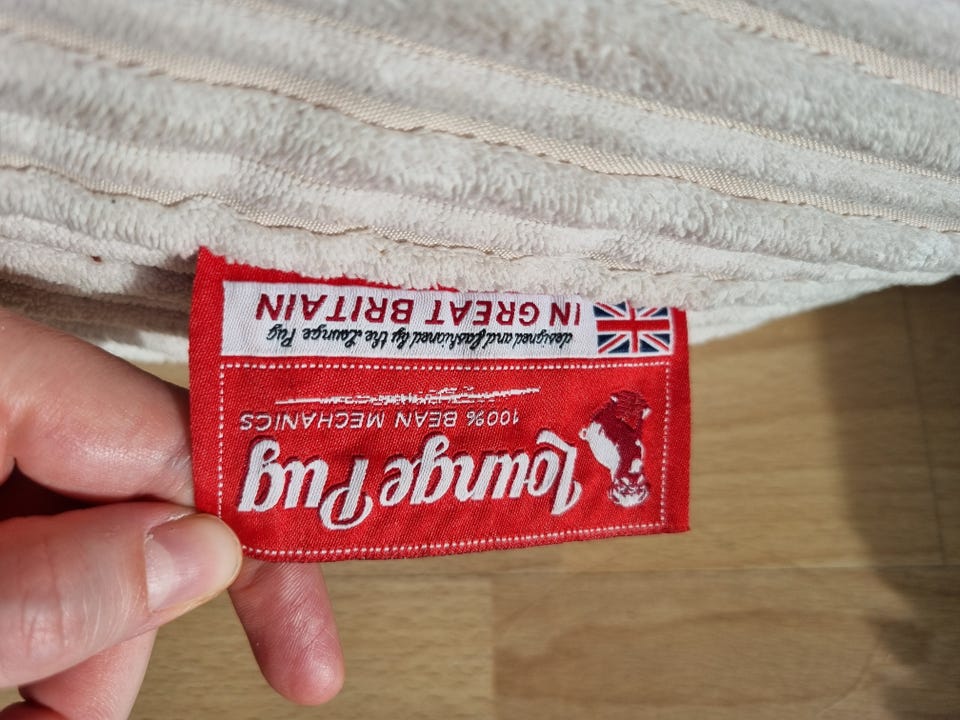 Lounge Pug
100% BEAN MECHANICS
designed and fashioned by the Lounge Pug
IN GREAT BRITAIN